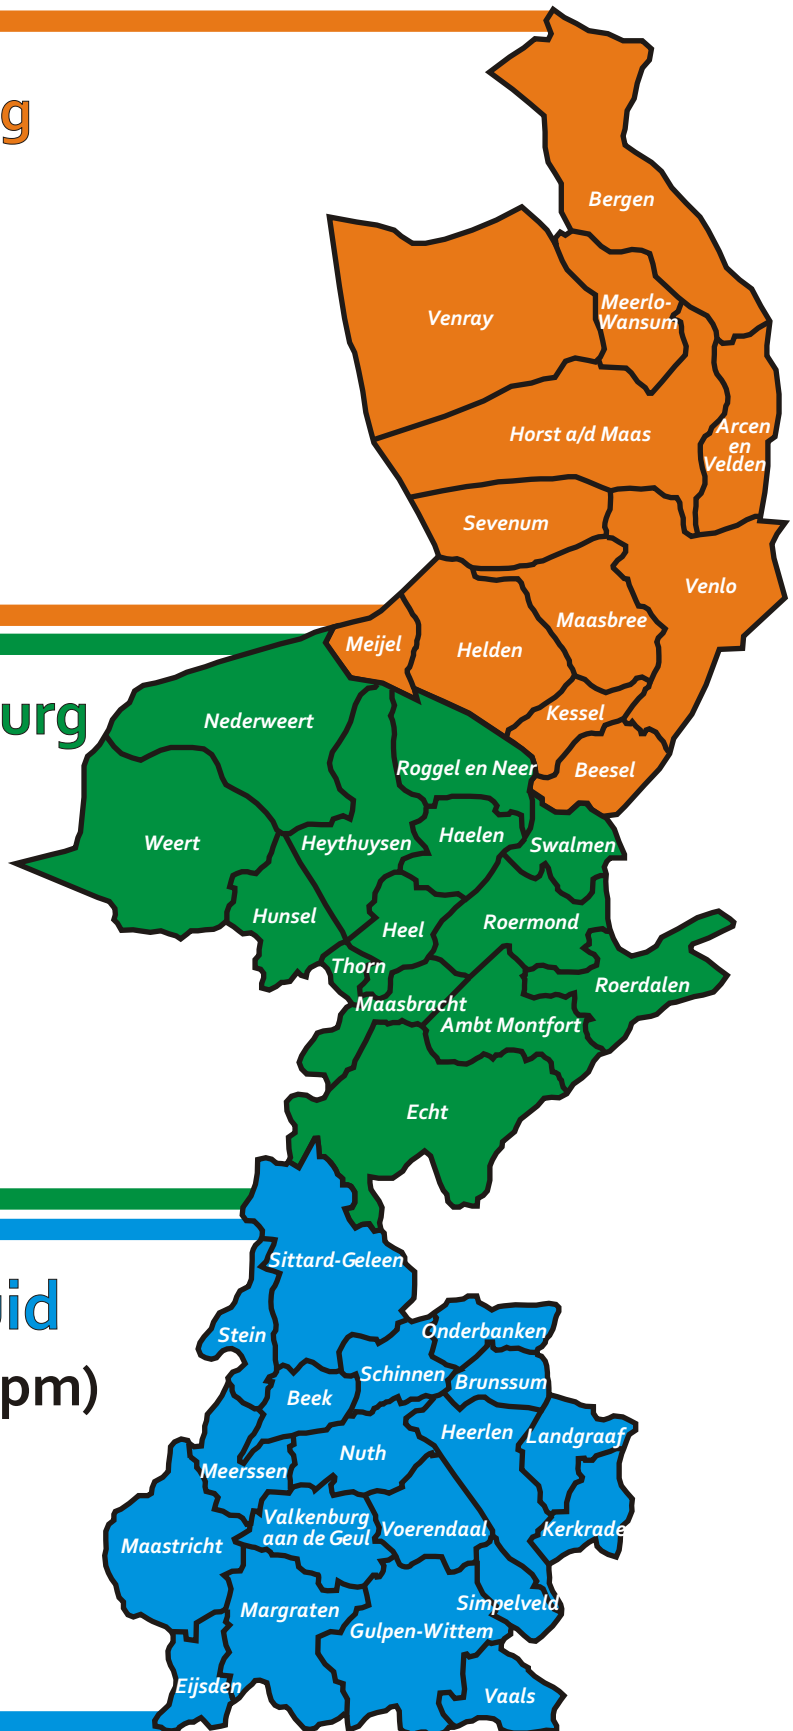 g
Bergen
Venray
Meerlo-
Wansum
Horst a/d Maas
Arcen
en
Velden
Sevenum
Venlo
Maasbree
Meijel
Helden
Kessel
urg
Nederweert
Roggel en Neer
Beesel
Weert
Heythuysen
Haelen
Swalmen
Hunsel
Heel
Roermond
Thorn
Roerdalen
Maasbracht
Ambt Montfort
Echt
Sittard-Geleen
id
Stein
Onderbanken
Schinnen
Brunssum
pm)
Beek
Heerlen
Landgraaf
Nuth
Meerssen
Valkenburg
aan de Geul
Voerendaal
Kerkrade
Maastricht
Margraten
Simpelveld
Gulpen-Wittem
Eijsden
Vaals